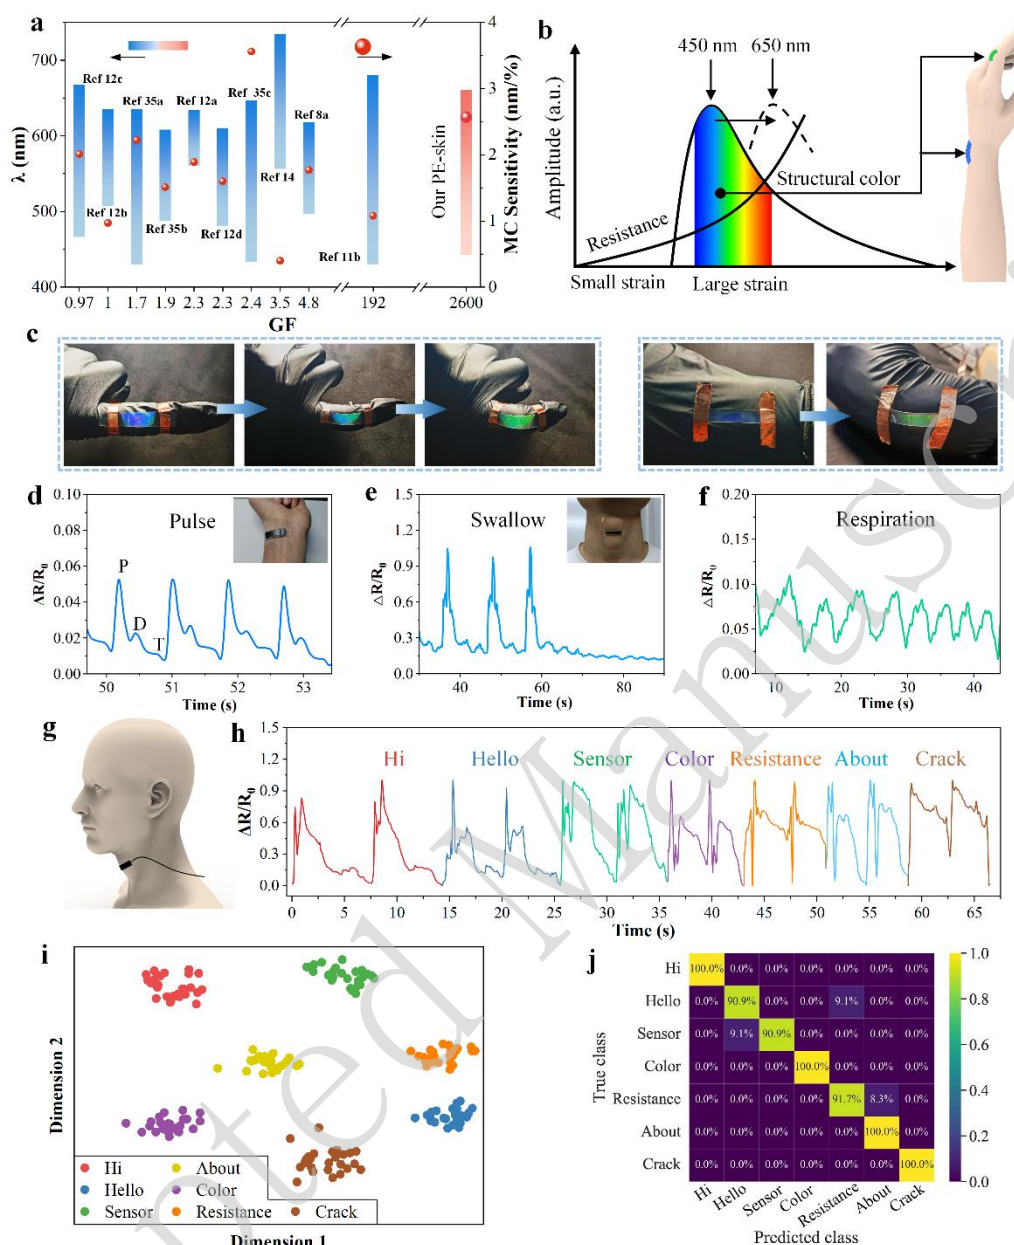 a
700
600
500
400
λ (nm)
4
3
2
1
0
MC Sensitivity (nm/%)
Ref 12c
Ref 12b
Ref 35a
Ref 35b
Ref 12a
Ref 12d
Ref 35c
Ref 14
Ref 8a
Ref 11b
Our PE-skin
0.97 1 1.7 1.9 2.3 2.3 2.4 3.5 4.8 192 2600
GF
b
450 nm 650 nm
Amplitude (a.u.)
Resistance
Structural color
Small strain Large strain
c
d
0.10
0.08
0.06
0.04
0.02
0.00
ΔR/R0
Pulse
P
D
T
50 51 52 53
Time (s)
e
1.5
1.2
0.9
0.6
0.3
0.0
ΔR/R0
Swallow
40 60 80
Time (s)
f
0.20
0.15
0.10
0.05
0.00
ΔR/R0
Respiration
10 20 30 40
Time (s)
g
h
1.5
1.2
0.9
0.6
0.3
0.0
ΔR/R0
Hi Hello Sensor Color Resistance About Crack
0 5 10 15 20 25 30 35 40 45 50 55 60 65
Time (s)
i
Dimension 2
Hi About
Hello Color
Sensor Resistance Crack
Dimension 1
j
True class
Hi 100.0% 0.0% 0.0% 0.0% 0.0% 0.0% 0.0%
Hello 0.0% 90.9% 0.0% 0.0% 9.1% 0.0% 0.0%
Sensor 0.0% 9.1% 90.9% 0.0% 0.0% 0.0% 0.0%
Color 0.0% 0.0% 0.0% 100.0% 0.0% 0.0% 0.0%
Resistance 0.0% 0.0% 0.0% 0.0% 91.7% 8.3% 0.0%
About 0.0% 0.0% 0.0% 0.0% 0.0% 100.0% 0.0%
Crack 0.0% 0.0% 0.0% 0.0% 0.0% 0.0% 100.0%
Hi Hello Sensor Color Resistance About Crack
Predicted class
1.0
0.8
0.6
0.4
0.2
0.0
pted Manusc